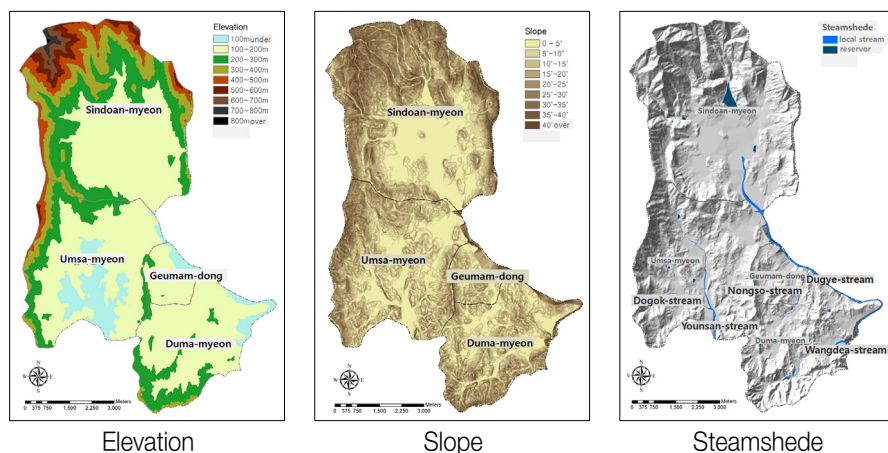 Elevation
100munder
100~200m
200~300m
300~400m
400~500m
500~600m
600~700m
700~800m
800mover
Sindoan-myeon
Umsa-myeon
Geumam-dong
Duma-myeon
N
W
E
S
Meters
0 375 750 1,500 2,250 3,000
Elevation
Slope
0 - 5˚
5˚-10˚
10˚-15˚
15˚-20˚
20˚-25˚
25˚-30˚
30˚-35˚
35˚-40˚
40˚ over
Sindoan-myeon
Umsa-myeon
Geumam-dong
Duma-myeon
N
W
E
S
Meters
0 375 750 1,500 2,250 3,000
Slope
Steamshede
local stream
reservor
Sindoan-myeon
Umsa-myeon
Geumam-dong
Dugye-stream
Nongso-stream
Dogok-stream
Younsan-stream
Duma-myeon
Wangdea-stream
N
W
E
S
Meters
0 375 750 1,500 2,250 3,000
Steamshede